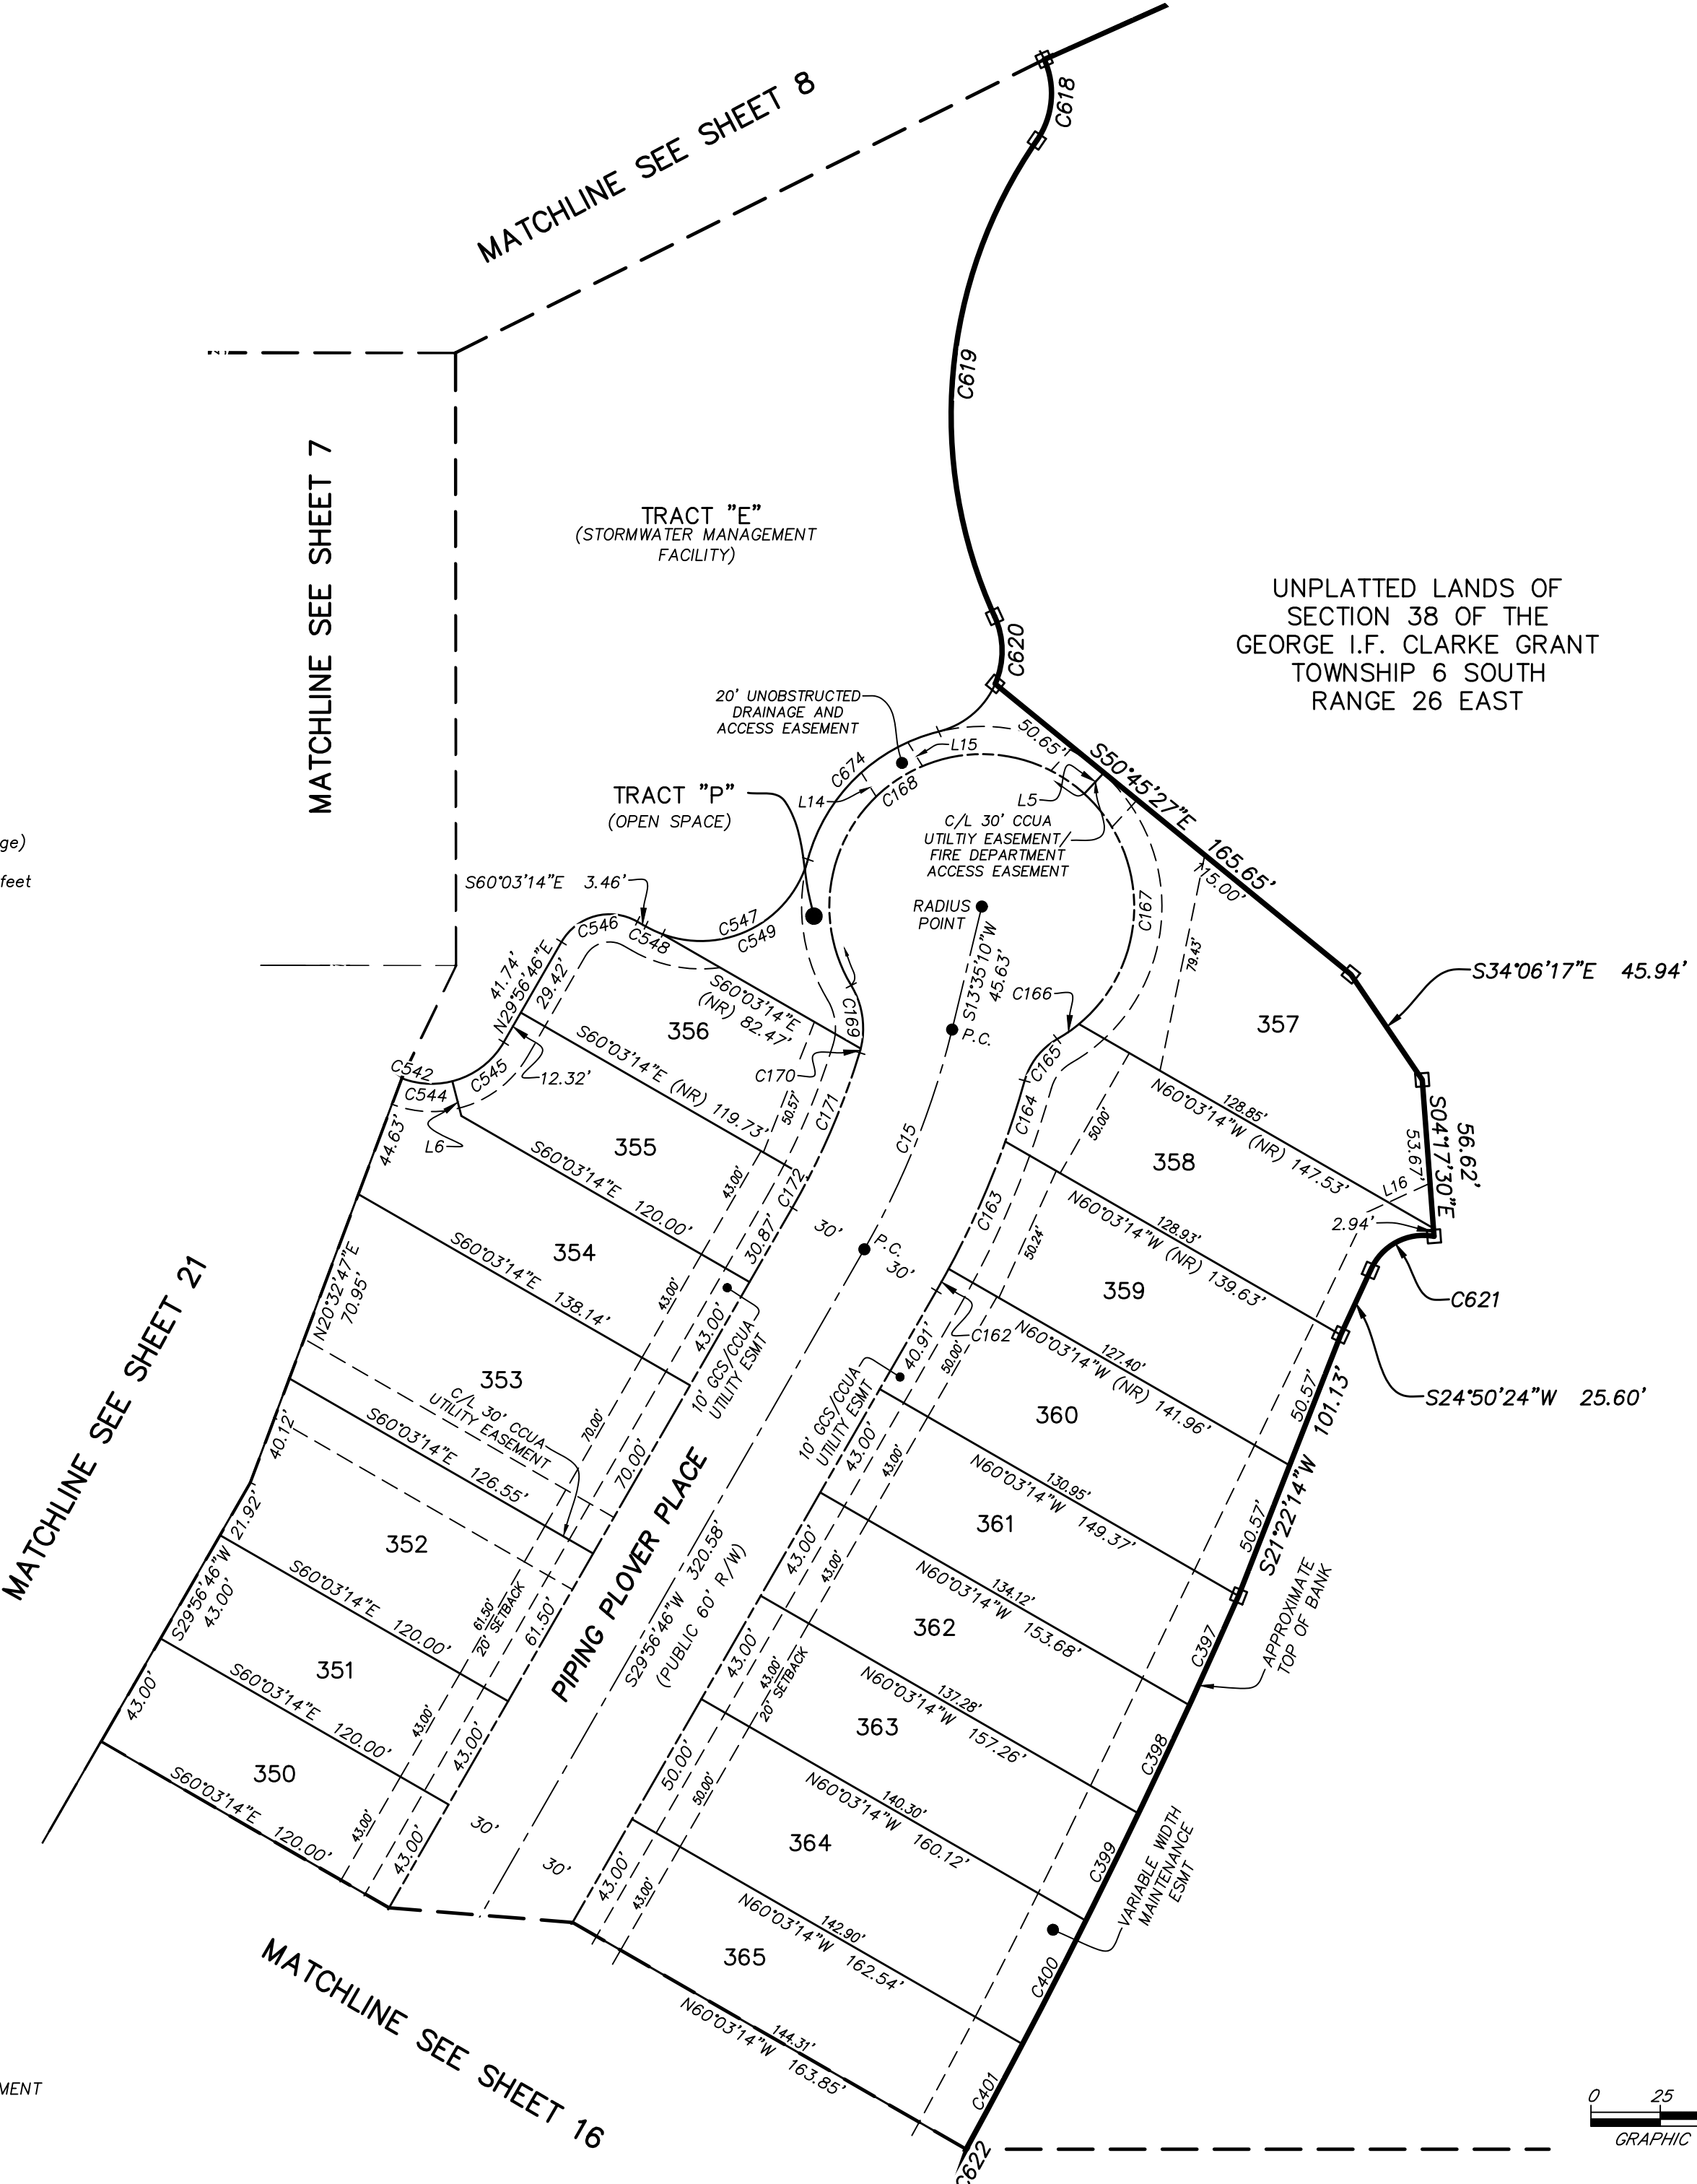 MATCHLINE SEE SHEET 8
C618
C619
MATCHLINE SEE SHEET 7
TRACT "E"
(STORMWATER MANAGEMENT
FACILITY)
UNPLATTED LANDS OF
SECTION 38 OF THE
GEORGE I.F. CLARKE GRANT
TOWNSHIP 6 SOUTH
RANGE 26 EAST
C620
20' UNOBSTRUCTED
DRAINAGE AND
ACCESS EASEMENT
L15
50.65'
S50°45'27"E 165.65'
115.00'
C674
C168
L14
TRACT "P"
(OPEN SPACE)
L5
C/L 30' CCUA
UTILTIY EASEMENT/
FIRE DEPARTMENT
ACCESS EASEMENT
ge)
feet
S60°03'14"E 3.46'
C546
C548
C547
C549
RADIUS
POINT
C167
79.43'
S13°35'10"W
45.63'
P.C.
C166
C165
S34°06'17"E 45.94'
41.74'
N29°56'46"E
29.42'
S60°03'14"E
(NR) 82.47'
356
C169
C170
357
S60°03'14"E (NR) 119.73'
12.32'
C542
C544
C545
L6
44.63'
355
50.57'
C171
C15
C164
50.00'
128.85'
N60°03'14"W (NR) 147.53'
358
S04°17'30"E
56.62'
53.67'
L16
2.94'
C621
S60°03'14"E 120.00'
43.00'
C172
30.87'
30'
P.C.
30'
C163
50.24'
128.93'
N60°03'14"W (NR) 139.63'
359
S24°50'24"W 25.60'
354
S60°03'14"E 138.14'
43.00'
43.00'
10' GCS/CCUA
UTILITY ESMT
N20°32'47"E
70.95'
C162
40.91'
50.00'
127.40'
N60°03'14"W (NR) 141.96'
360
50.57'
S21°22'14"W 101.13'
50.57'
353
C/L 30' CCUA
UTILITY EASEMENT
S60°03'14"E 126.55'
70.00'
70.00'
10' GCS/CCUA
UTILITY ESMT
43.00'
43.00'
130.95'
N60°03'14"W 149.37'
361
MATCHLINE SEE SHEET 21
40.12'
21.92'
352
S60°03'14"E 120.00'
61.50'
20' SETBACK
61.50'
PIPING PLOVER PLACE
S29°56'46"W 320.58'
(PUBLIC 60' R/W)
43.00'
43.00'
134.12'
N60°03'14"W 153.68'
362
APPROXIMATE
TOP OF BANK
C397
S29°56'46"W
43.00'
351
S60°03'14"E 120.00'
43.00'
43.00'
43.00'
43.00'
20' SETBACK
137.28'
N60°03'14"W 157.26'
363
C398
43.00'
350
S60°03'14"E 120.00'
43.00'
43.00'
30'
30'
50.00'
50.00'
140.30'
N60°03'14"W 160.12'
364
C399
VARIABLE WIDTH
MAINTENANCE
ESMT
43.00'
43.00'
142.90'
N60°03'14"W 162.54'
365
C400
144.31'
N60°03'14"W 163.85'
C401
C622
MATCHLINE SEE SHEET 16
MENT
0 25
GRAPHIC